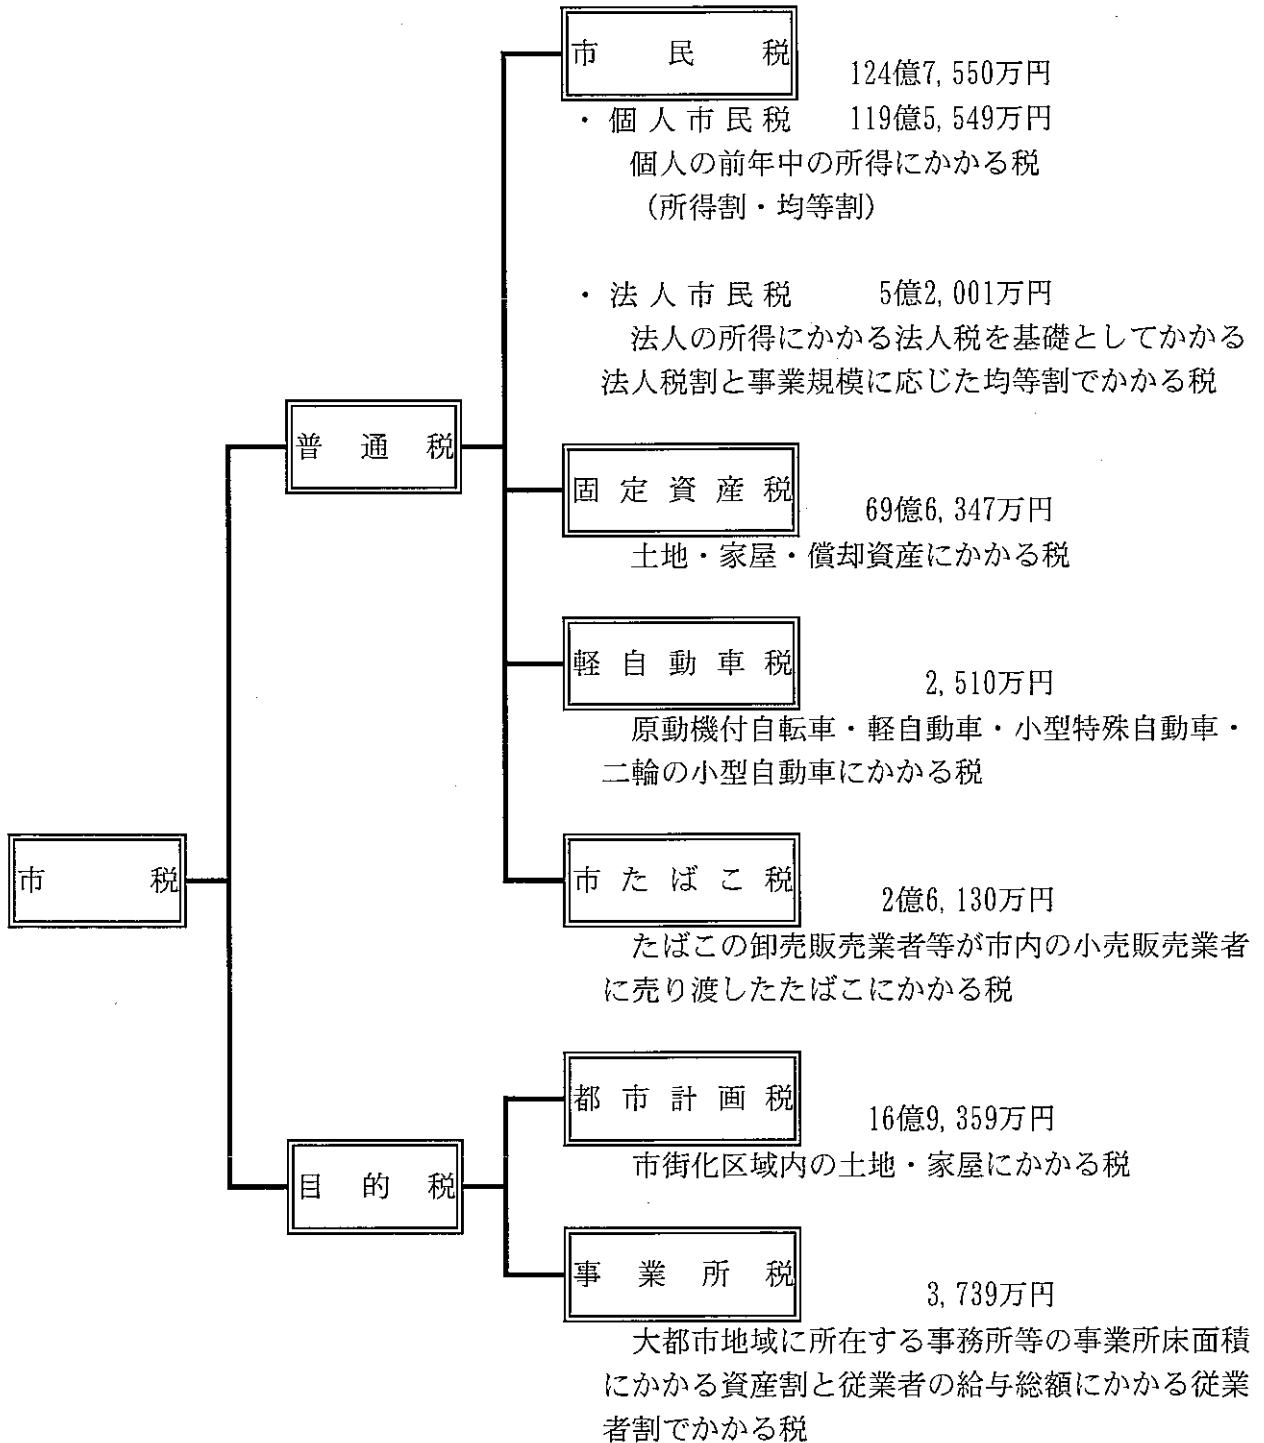 市民税
124億7,550万円
・個人市民税 119億5,549万円
個人の前年中の所得にかかる税
(所得割・均等割)
・法人市民税 5億2,001万円
法人の所得にかかる法人税を基礎としてかかる
法人税割と事業規模に応じた均等割でかかる税
普通税
固定資産税
69億6,347万円
土地・家屋・償却資産にかかる税
軽自動車税
2,510万円
原動機付自転車・軽自動車・小型特殊自動車・
二輪の小型自動車にかかる税
市税
市たばこ税
2億6,130万円
たばこの卸売販売業者等が市内の小売販売業者
に売り渡したたばこにかかる税
都市計画税
16億9,359万円
市街化区域内の土地・家屋にかかる税
目的税
事業所税
3,739万円
大都市地域に所在する事務所等の事業所床面積
にかかる資産割と従業者の給与総額にかかる従業
者割でかかる税